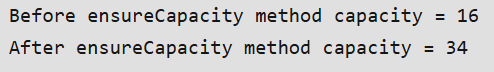 Before ensureCapacity method capacity = 16
After ensureCapacity method capacity = 34